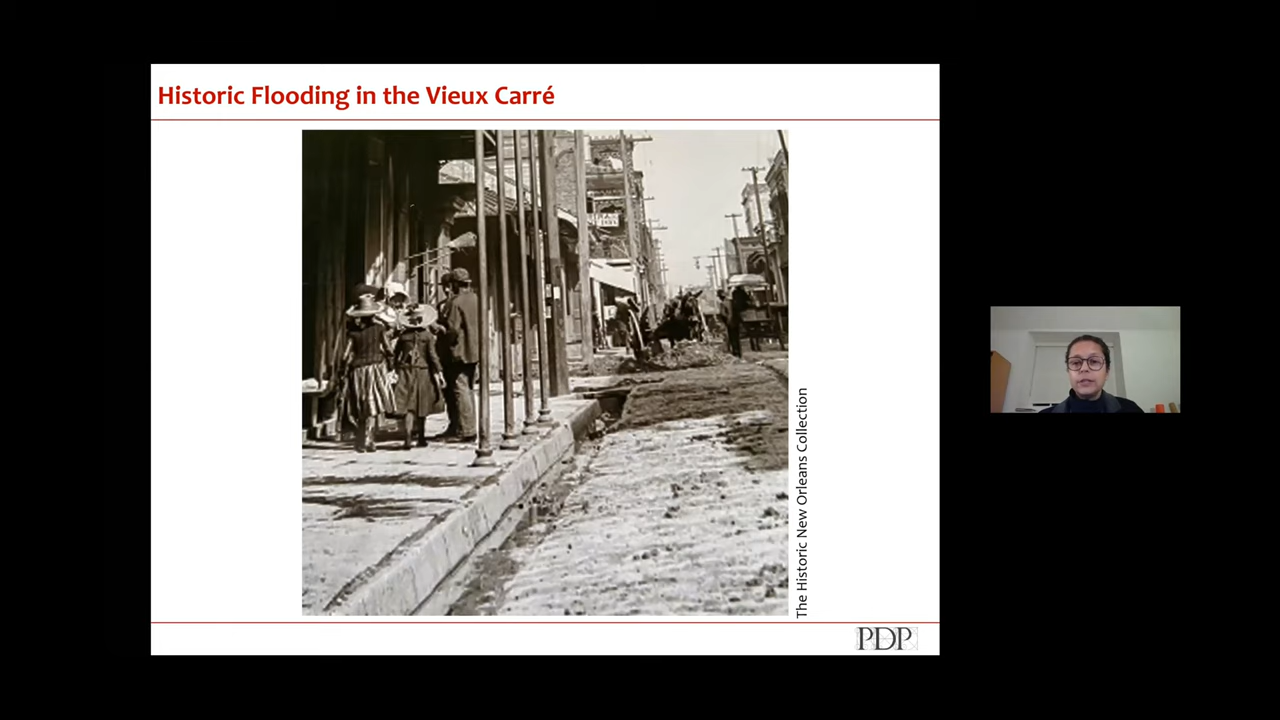 Historic Flooding in the Vieux Carré
The Historic New Orleans Collection
PDP